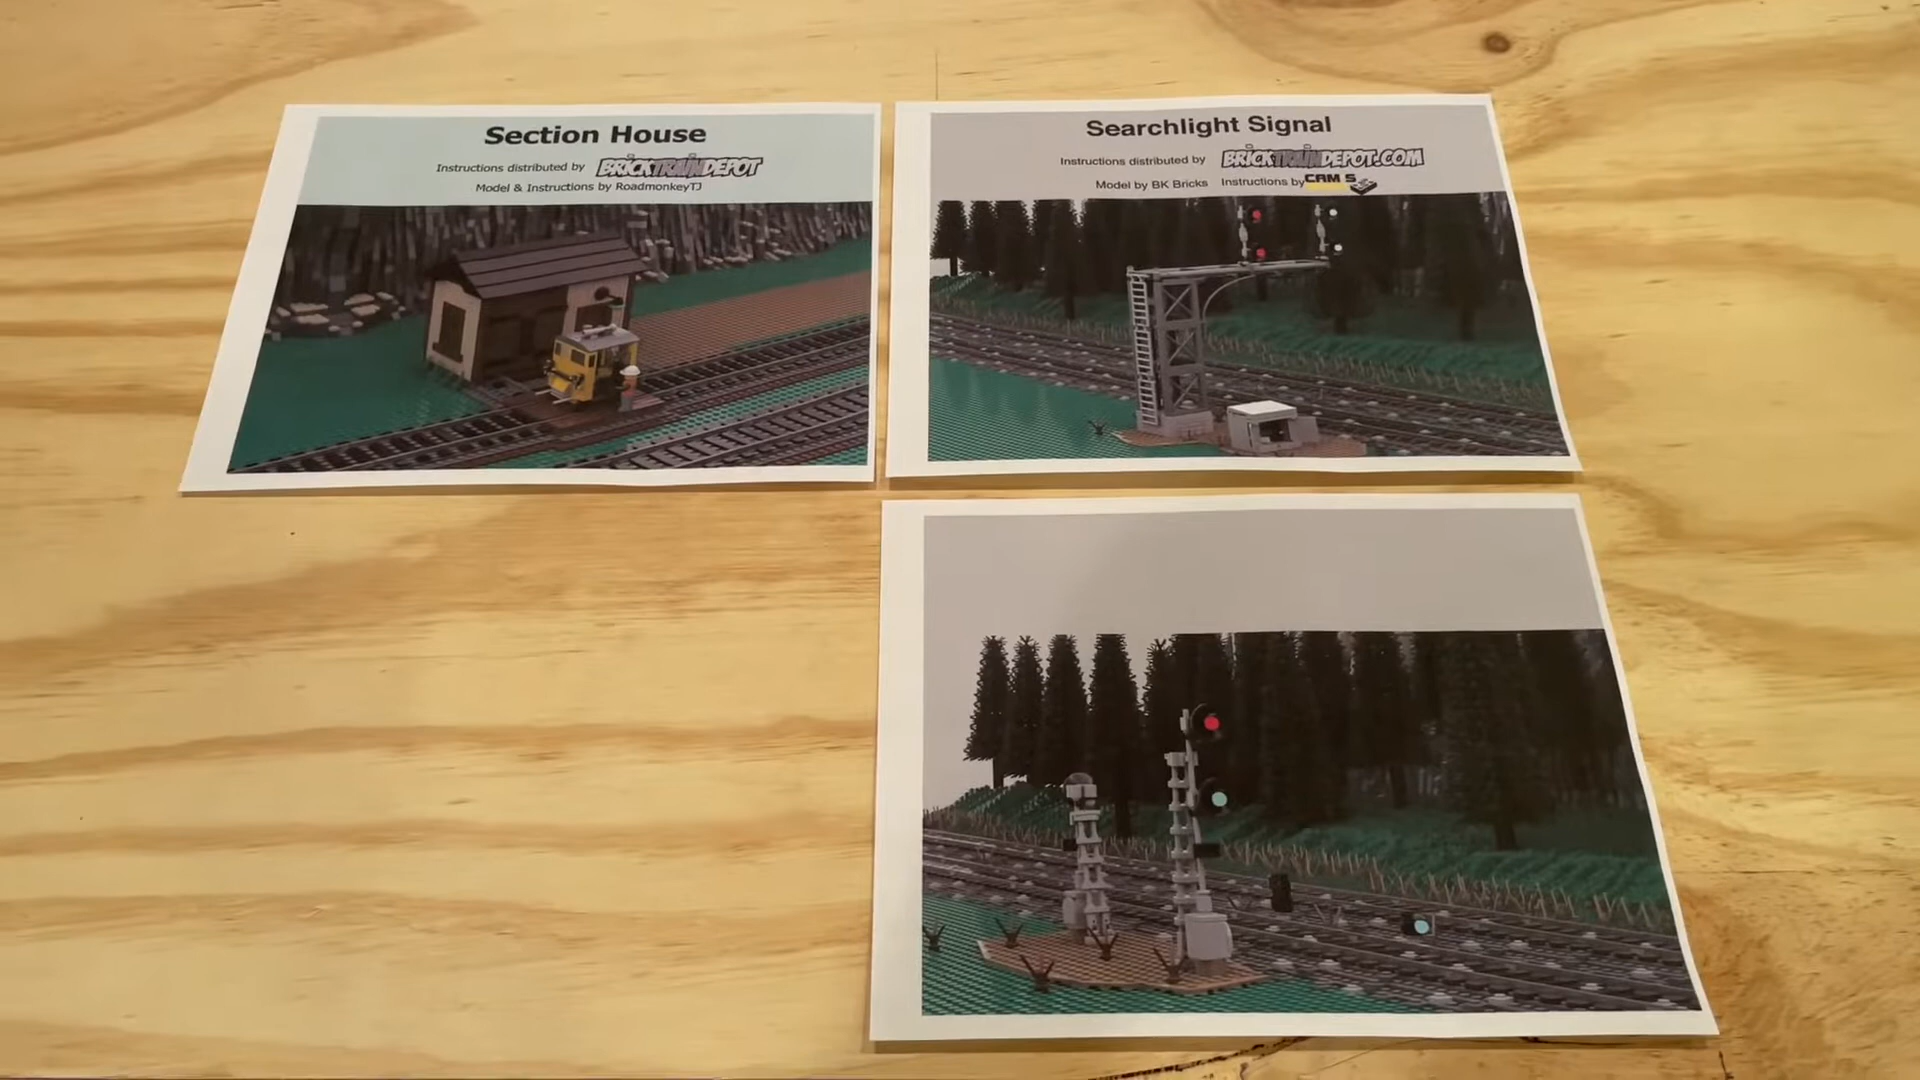 Section House
Instructions distributed by BRICKTRAINDEPOT
Model & Instructions by RoadmonkeyTJ
Searchlight Signal
Instructions distributed by BRICKTRAINDEPOT.COM
Model by BK Bricks Instructions by CAM S